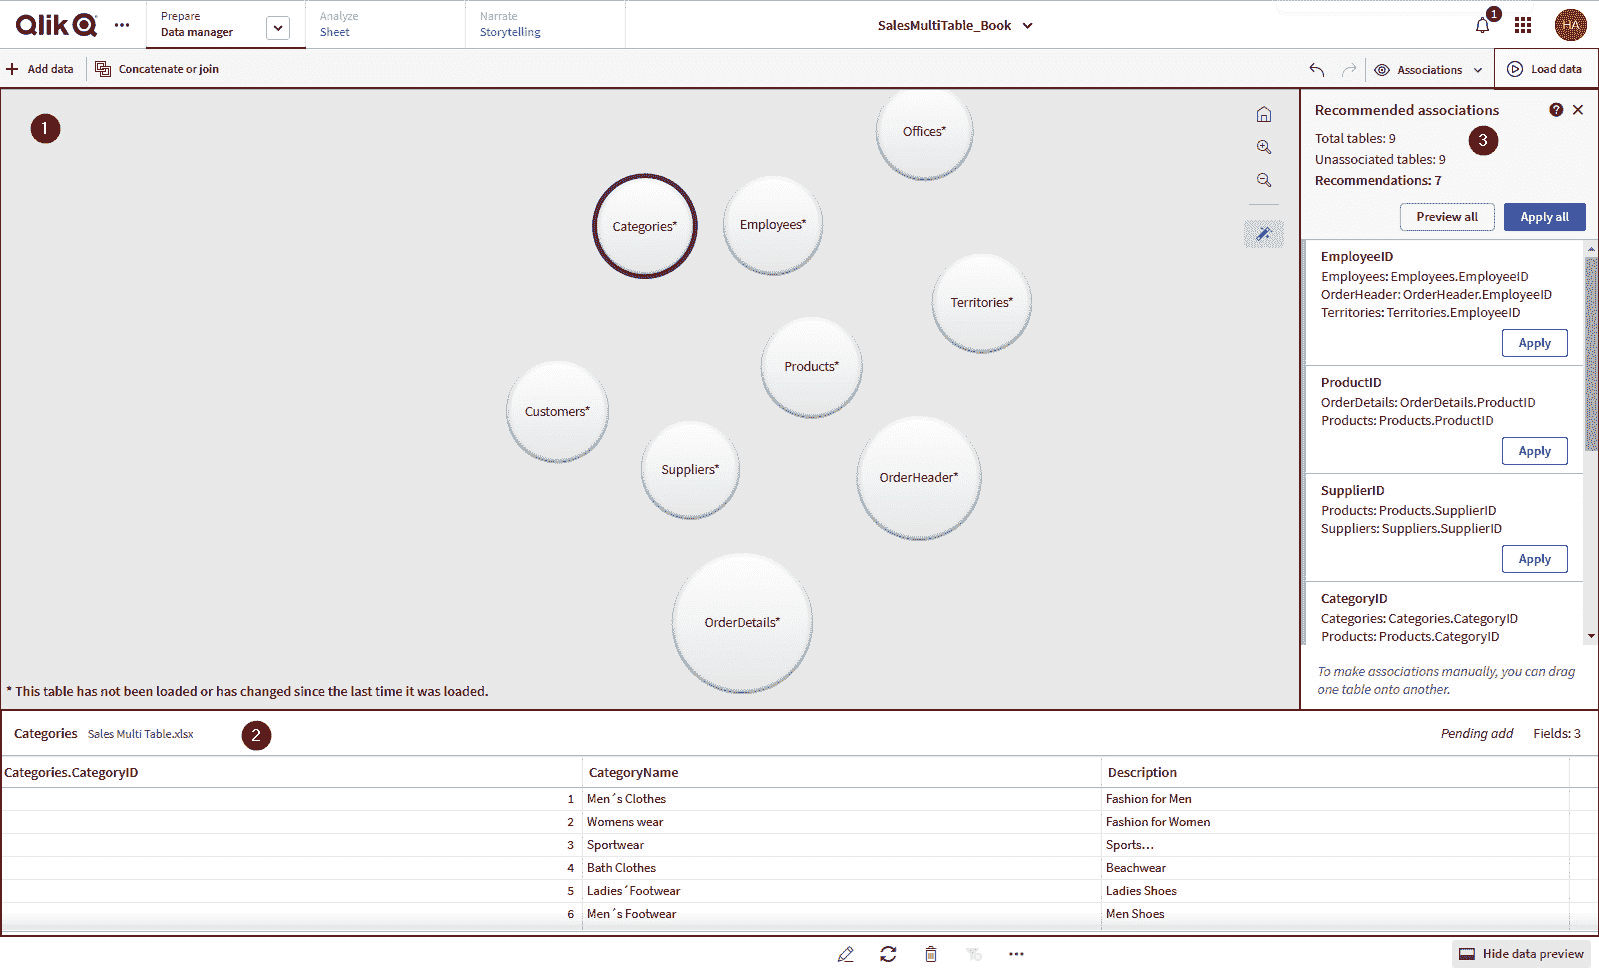 Qlik
Prepare
Data manager
Analyze
Sheet
Narrate
Storytelling
SalesMultiTable_Book
1
HA
Add data
Concatenate or join
Associations
Load data
1
Offices*
Categories*
Employees*
Territories*
Products*
Customers*
Suppliers*
OrderHeader*
OrderDetails*
* This table has not been loaded or has changed since the last time it was loaded.
Recommended associations
?
3
Total tables: 9
Unassociated tables: 9
Recommendations: 7
Preview all
Apply all
EmployeeID
Employees: Employees.EmployeeID
OrderHeader: OrderHeader.EmployeeID
Territories: Territories.EmployeeID
Apply
ProductID
OrderDetails: OrderDetails.ProductID
Products: Products.ProductID
Apply
SupplierID
Products: Products.SupplierID
Suppliers: Suppliers.SupplierID
Apply
CategoryID
Categories: Categories.CategoryID
Products: Products.CategoryID
To make associations manually, you can drag
one table onto another.
Categories Sales Multi Table.xlsx
2
Pending add Fields: 3
Categories.CategoryID CategoryName Description
1 Men´s Clothes Fashion for Men
2 Womens wear Fashion for Women
3 Sportwear Sports...
4 Bath Clothes Beachwear
5 Ladies´Footwear Ladies Shoes
6 Men´s Footwear Men Shoes
Hide data preview